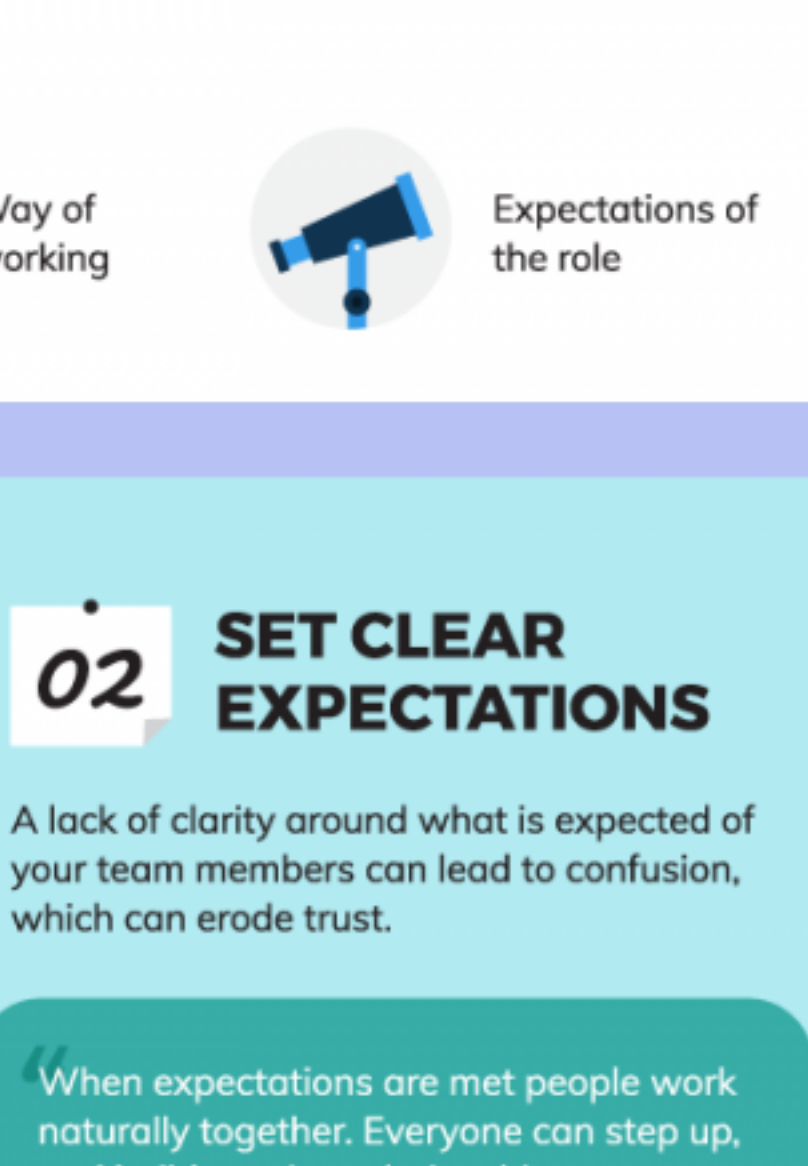 of
Expectations of
the role
02
SET CLEAR
EXPECTATIONS
A lack of clarity around what is expected of
your team members can lead to confusion,
which can erode trust.
“
When expectations are met people work
naturally together. Everyone can step up,